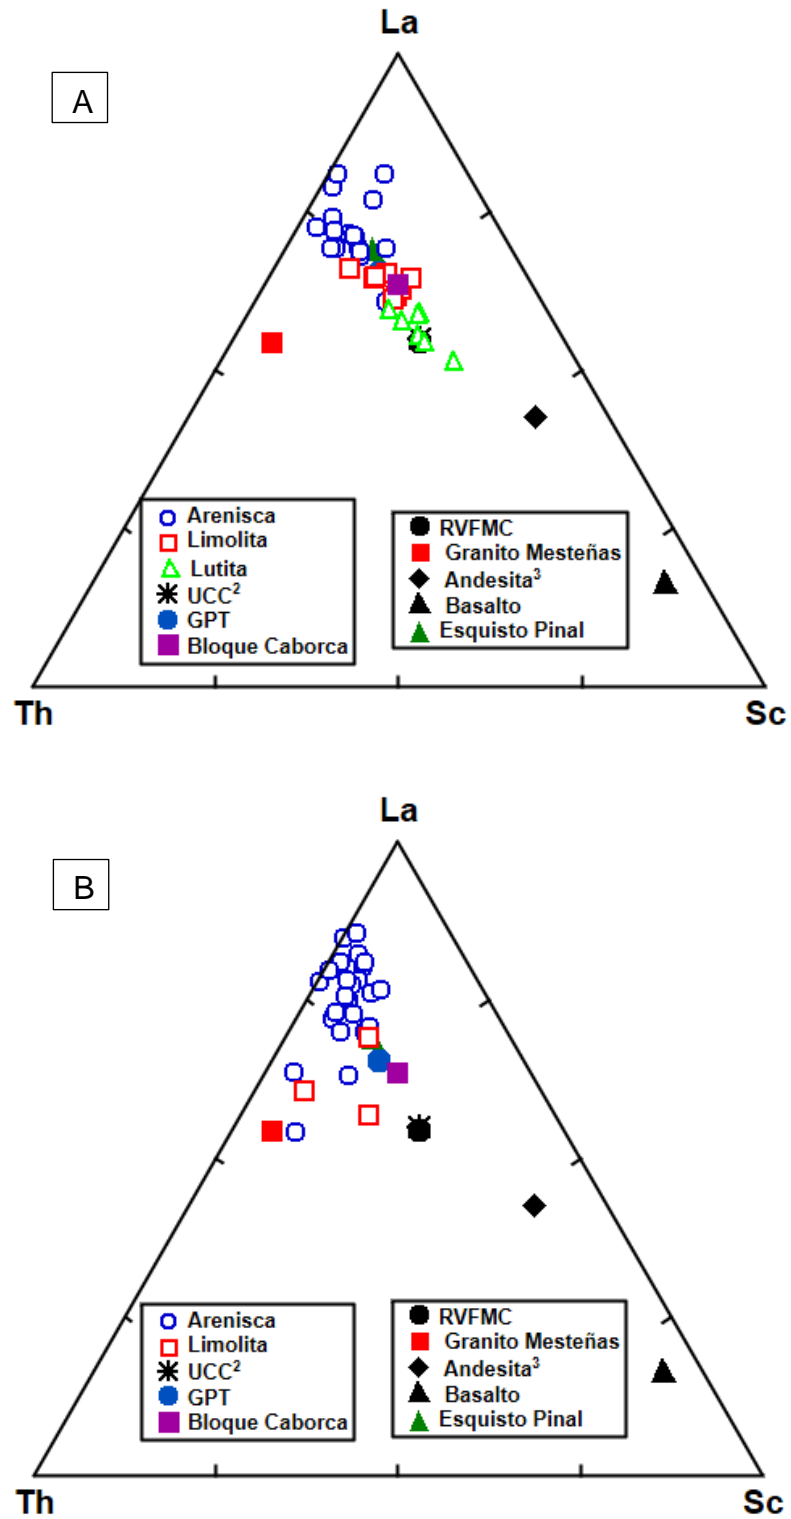 La
A
Arenisca
Limolita
Lutita
UCC²
GPT
Bloque Caborca
RVFMC
Granito Mesteñas
Andesita³
Basalto
Esquisto Pinal
Th
Sc
La
B
Arenisca
Limolita
UCC²
GPT
Bloque Caborca
RVFMC
Granito Mesteñas
Andesita³
Basalto
Esquisto Pinal
Th
Sc